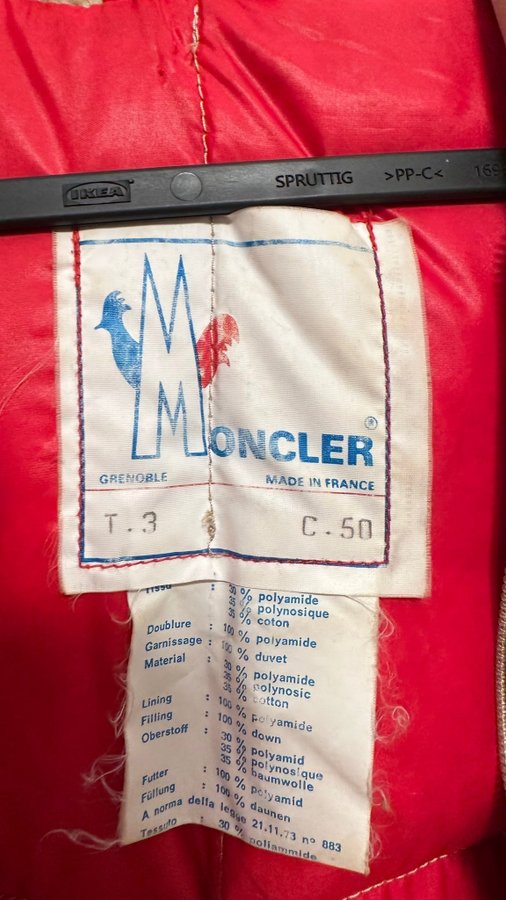 IKEA
SPRUTTIG >PP-C< 169
MONCLER ®
GRENOBLE MADE IN FRANCE
T.3 C.50
Tissu : 30 % polyamide
35 % polynosique
35 % coton
Doublure : 100 % polyamide
Garnissage : 100 % duvet
Material : 30 % polyamide
35 % polynosic
35 % cotton
Lining : 100 % polyamide
Filling : 100 % down
Oberstoff : 30 % polyamid
35 % polynosique
35 % baumwolle
Futter : 100 % polyamid
Füllung : 100 % daunen
A norma della legge 21.11.73 n° 883
Tessuto : 30 % poliammide